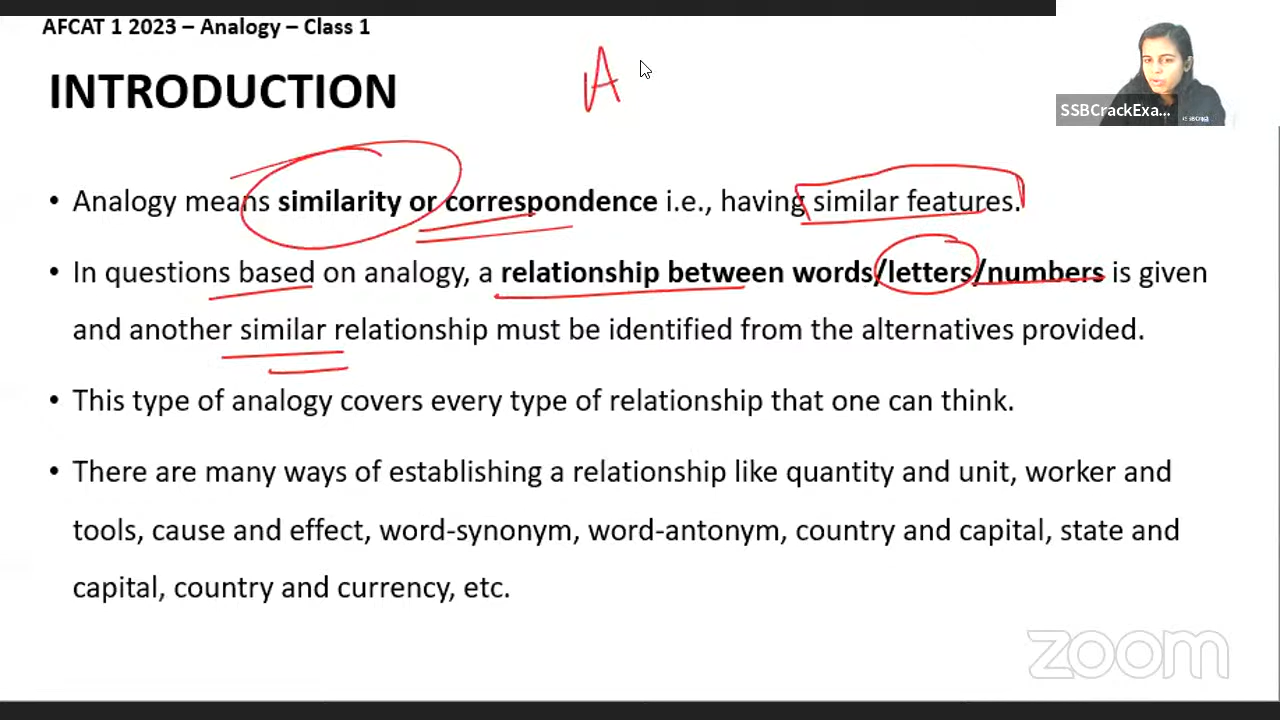 AFCAT 1 2023 – Analogy – Class 1
INTRODUCTION
A
SSBCrackExa...
• Analogy means similarity or correspondence i.e., having similar features.
• In questions based on analogy, a relationship between words/letters/numbers is given
and another similar relationship must be identified from the alternatives provided.
• This type of analogy covers every type of relationship that one can think.
• There are many ways of establishing a relationship like quantity and unit, worker and
tools, cause and effect, word-synonym, word-antonym, country and capital, state and
capital, country and currency, etc.
zoom